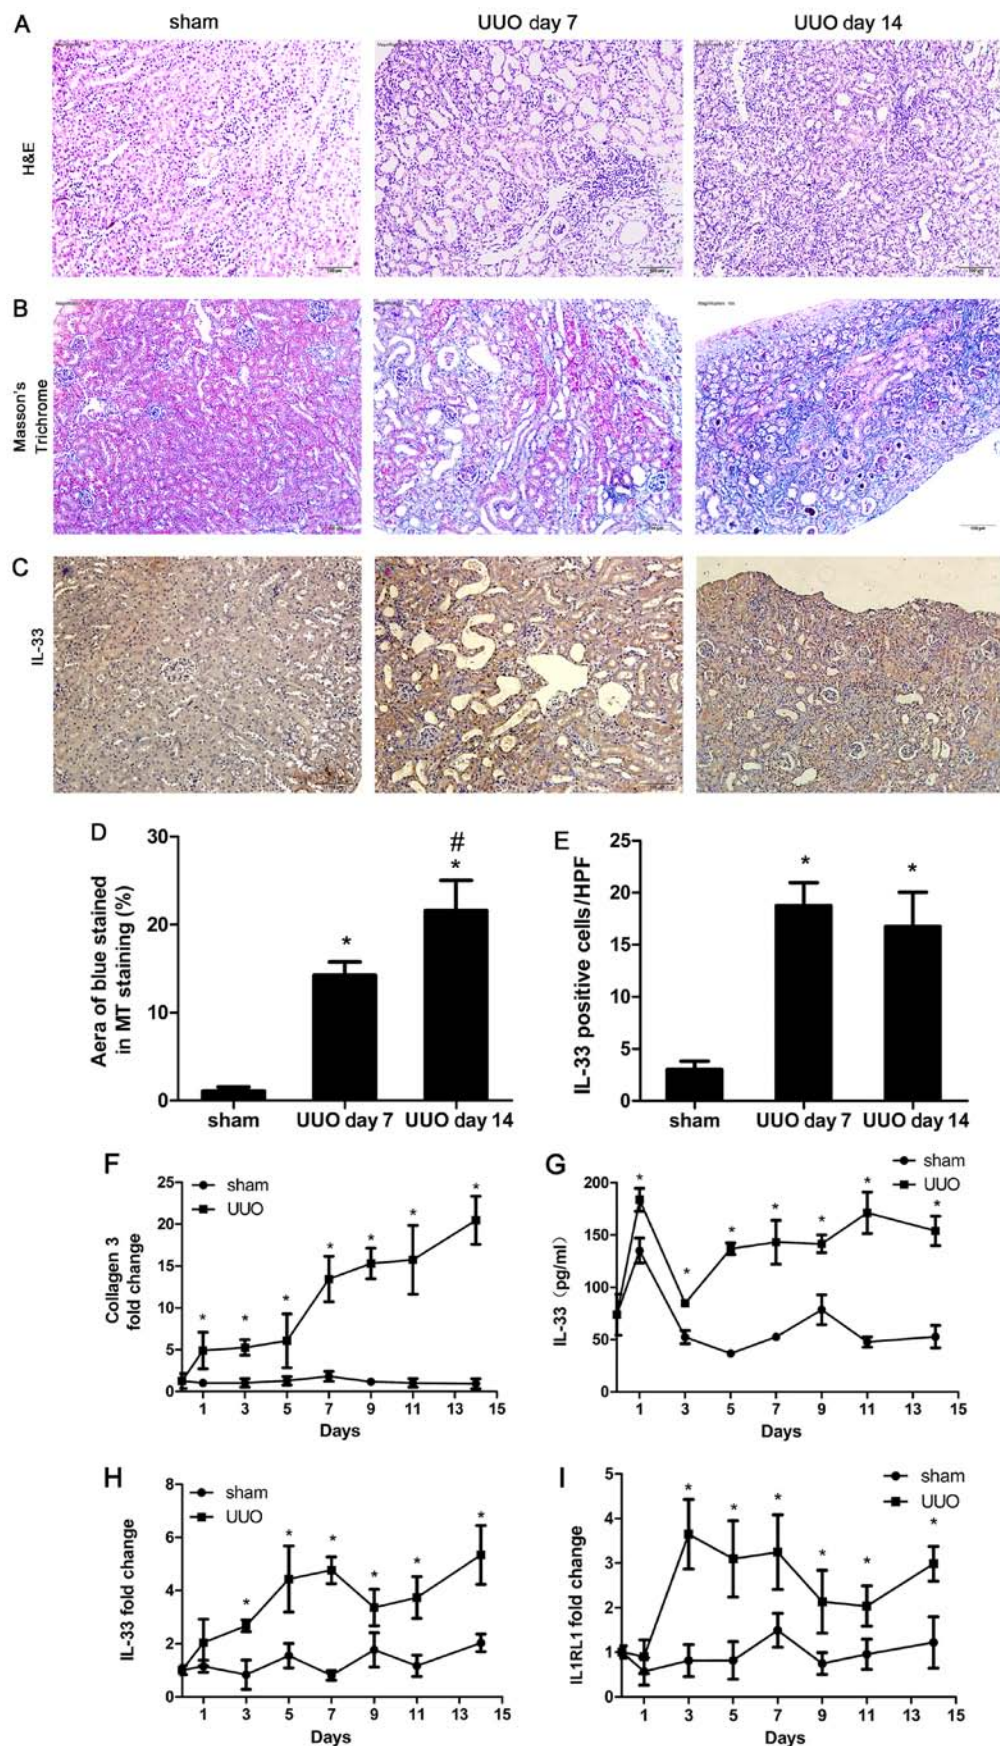 A
sham
UUO day 7
UUO day 14
H&E
B
Masson's
Trichrome
C
IL-33
D
Aera of blue stained
in MT staining (%)
30
20
10
0
#
*
*
sham
UUO day 7
UUO day 14
E
IL-33 positive cells/HPF
25
20
15
10
5
0
*
*
sham
UUO day 7
UUO day 14
F
sham
UUO
Collagen 3
fold change
25
20
15
10
5
0
* * * * * * *
1 3 5 7 9 11 13 15
Days
G
sham
UUO
IL-33 (pg/ml)
200
150
100
50
0
* * * * * * *
1 3 5 7 9 11 13 15
Days
H
sham
UUO
IL-33 fold change
8
6
4
2
0
* * * * * *
1 3 5 7 9 11 13 15
Days
I
sham
UUO
IL1RL1 fold change
5
4
3
2
1
0
* * * * * *
1 3 5 7 9 11 13 15
Days